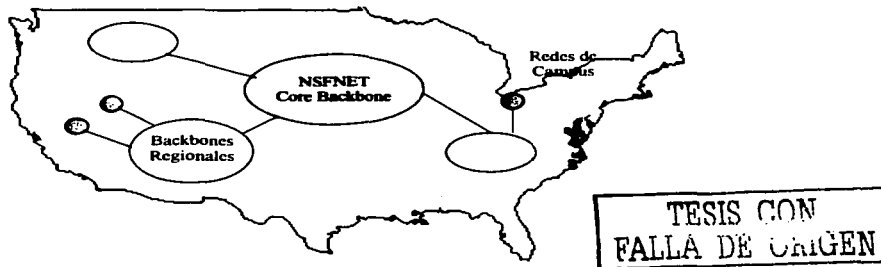 Redes de
Campus
NSFNET
Core Backbone
Backbones
Regionales
TESIS CON
FALLA DE ORIGEN